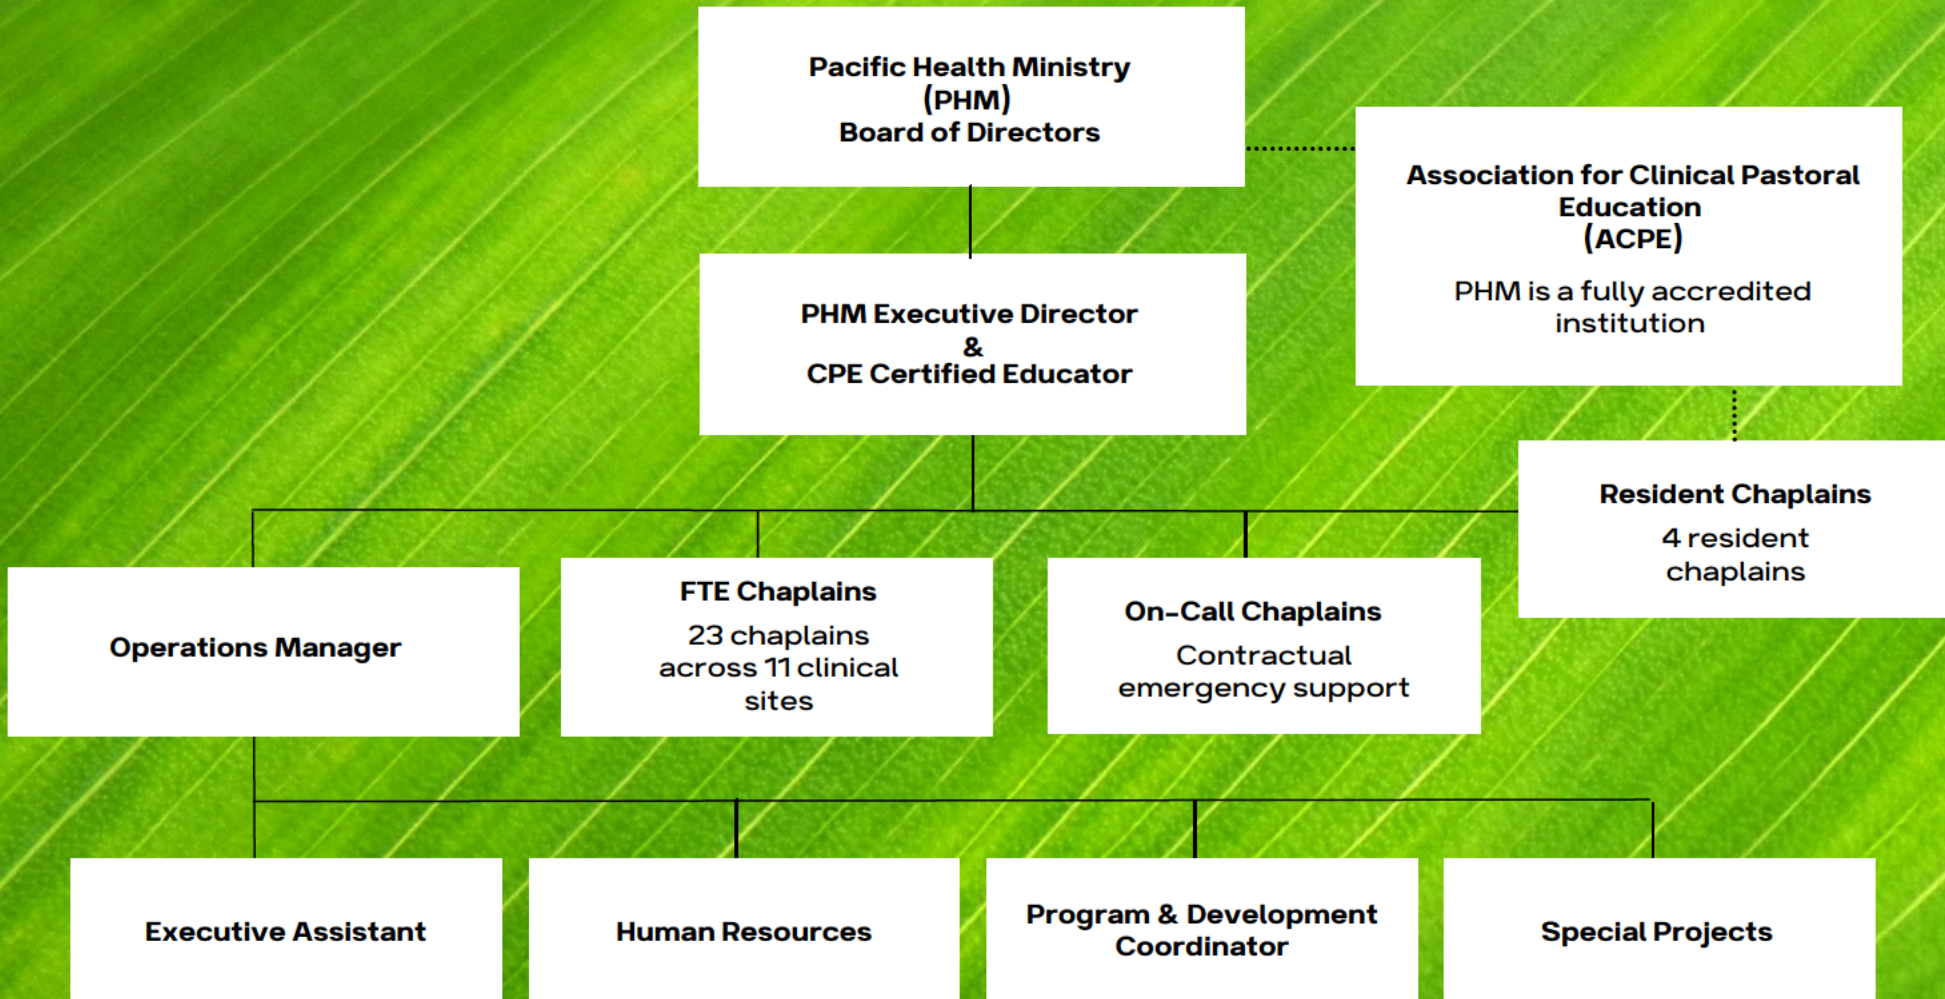 Pacific Health Ministry
(PHM)
Board of Directors
Association for Clinical Pastoral
Education
(ACPE)
PHM is a fully accredited
institution
PHM Executive Director
&
CPE Certified Educator
Resident Chaplains
4 resident
chaplains
Operations Manager
FTE Chaplains
23 chaplains
across 11 clinical
sites
On-Call Chaplains
Contractual
emergency support
Executive Assistant
Human Resources
Program & Development
Coordinator
Special Projects